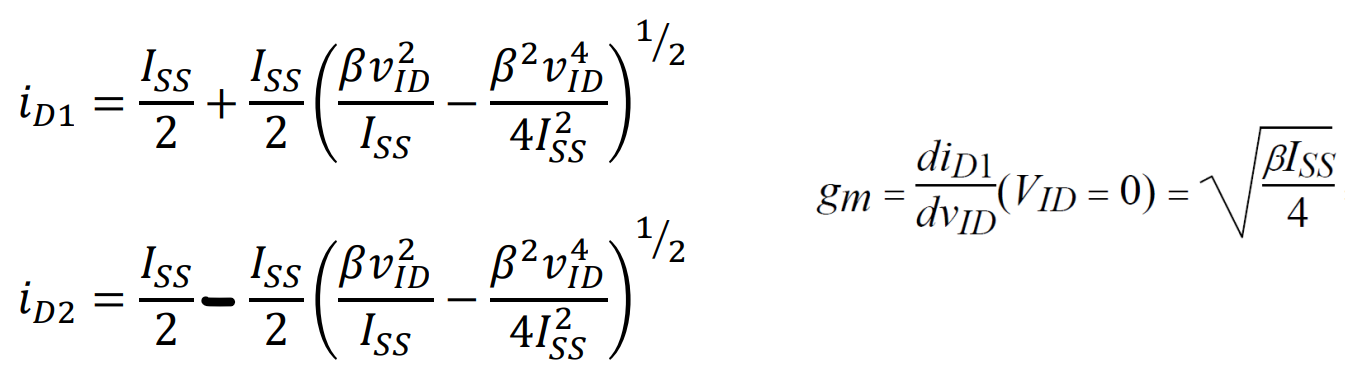 i_{D1} = \frac{I_{SS}}{2} + \frac{I_{SS}}{2} \left( \frac{\beta v_{ID}^2}{I_{SS}} - \frac{\beta^2 v_{ID}^4}{4I_{SS}^2} \right)^{1/2}
g_m = \frac{di_{D1}}{dv_{ID}}(V_{ID} = 0) = \sqrt{\frac{\beta I_{SS}}{4}}
i_{D2} = \frac{I_{SS}}{2} - \frac{I_{SS}}{2} \left( \frac{\beta v_{ID}^2}{I_{SS}} - \frac{\beta^2 v_{ID}^4}{4I_{SS}^2} \right)^{1/2}